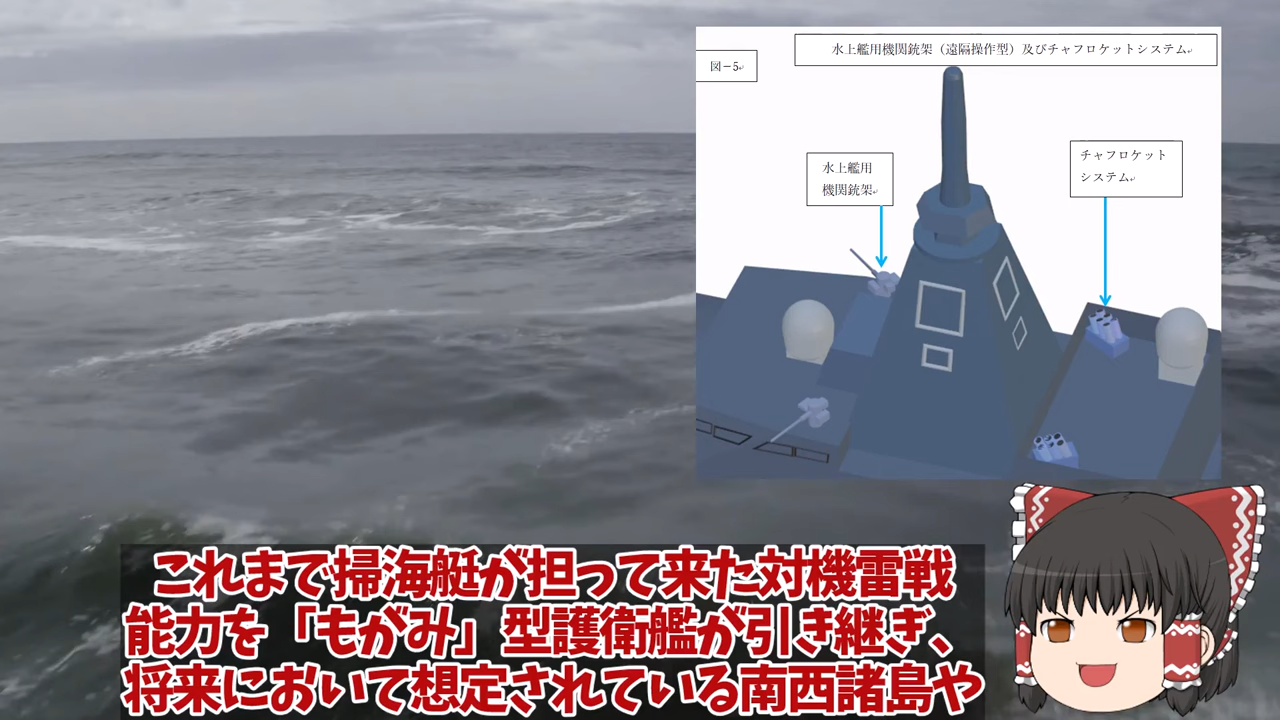 水上艦用機関銃架(遠隔操作型)及びチャフロケットシステム
図－5
水上艦用
機関銃架
チャフロケット
システム
これまで掃海艇が担って来た対機雷戦
能力を「もがみ」型護衛艦が引き継ぎ、
将来において想定されている南西諸島や